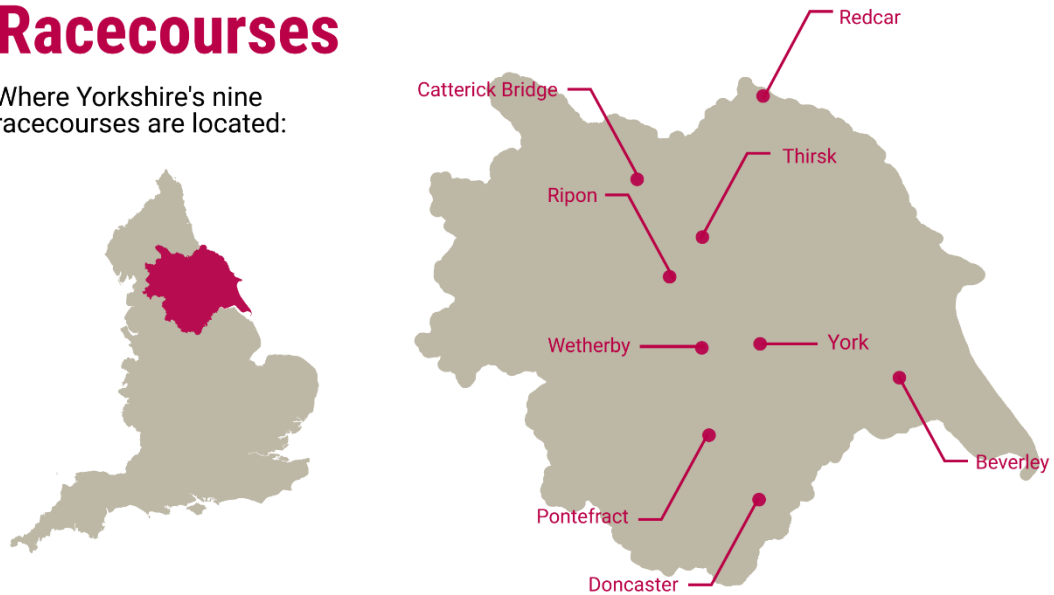 Racecourses
Where Yorkshire's nine
racecourses are located:
Redcar
Catterick Bridge
Thirsk
Ripon
Wetherby
York
Beverley
Pontefract
Doncaster